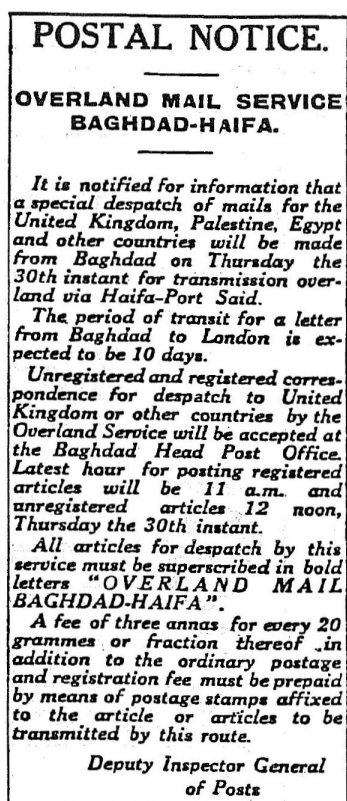 POSTAL NOTICE.
OVERLAND MAIL SERVICE
BAGHDAD-HAIFA.
It is notified for information that
a special despatch of mails for the
United Kingdom, Palestine, Egypt
and other countries will be made
from Baghdad on Thursday the
30th instant for transmission over-
land via Haifa-Port Said.
The period of transit for a letter
from Baghdad to London is ex-
pected to be 10 days.
Unregistered and registered corres-
pondence for despatch to United
Kingdom or other countries by the
Overland Service will be accepted at
the Baghdad Head Post Office.
Latest hour for posting registered
articles will be 11 a.m. and
unregistered articles 12 noon,
Thursday the 30th instant.
All articles for despatch by this
service must be superscribed in bold
letters "OVERLAND MAIL
BAGHDAD-HAIFA".
A fee of three annas for every 20
grammes or fraction thereof in
addition to the ordinary postage
and registration fee must be prepaid
by means of postage stamps affixed
to the article or articles to be
transmitted by this route.
Deputy Inspector General
of Posts